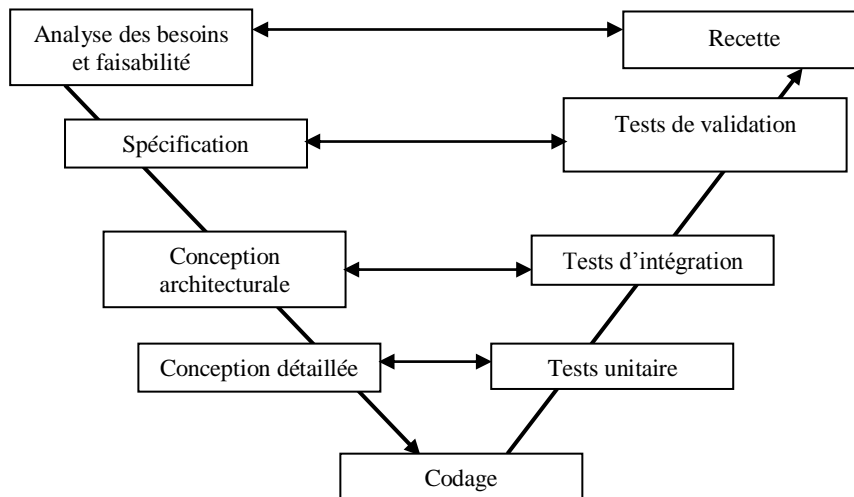 Analyse des besoins
et faisabilité
Recette
Spécification
Tests de validation
Conception
architecturale
Tests d’intégration
Conception détaillée
Tests unitaire
Codage